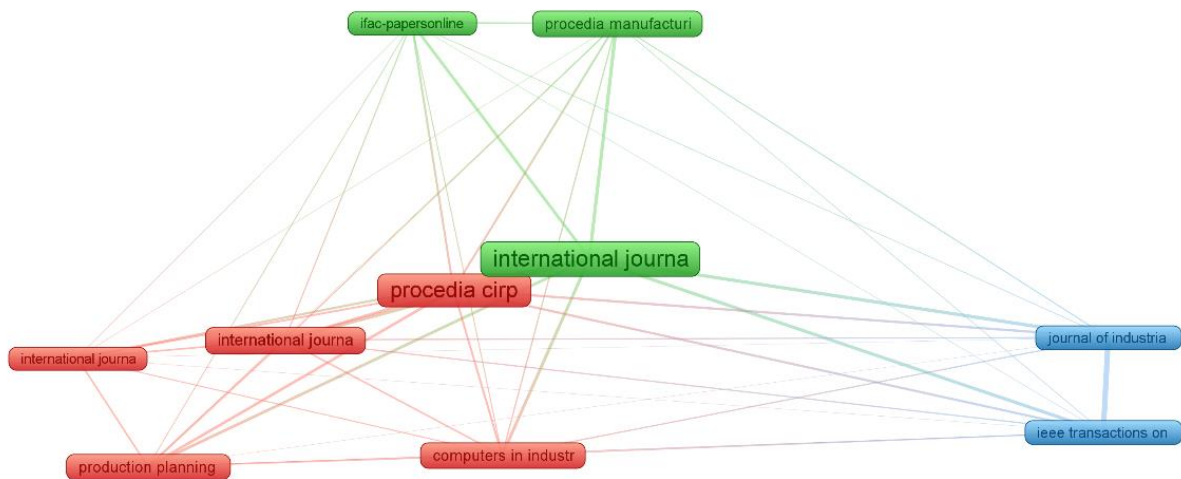 ifac-papersonline
procedia manufacturi
international journa
procedia cirp
international journa
international journa
journal of industria
ieee transactions on
computers in industr
production planning